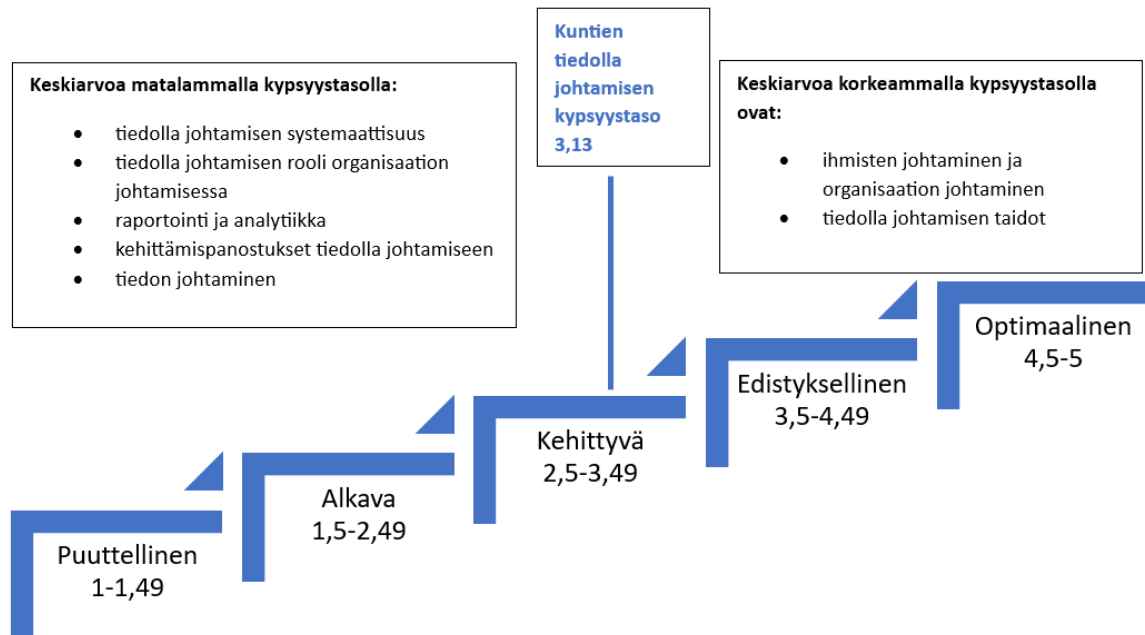 Keskiarvoa matalammalla kypsyystasolla:
• tiedolla johtamisen systemaattisuus
• tiedolla johtamisen rooli organisaation
johtamisessa
• raportointi ja analytiikka
• kehittämispanostukset tiedolla johtamiseen
• tiedon johtaminen
Kuntien
tiedolla
johtamisen
kypsyystaso
3,13
Keskiarvoa korkeammalla kypsyystasolla
ovat:
• ihmisten johtaminen ja
organisaation johtaminen
• tiedolla johtamisen taidot
Puuttellinen
1-1,49
Alkava
1,5-2,49
Kehittyvä
2,5-3,49
Edistyksellinen
3,5-4,49
Optimaalinen
4,5-5